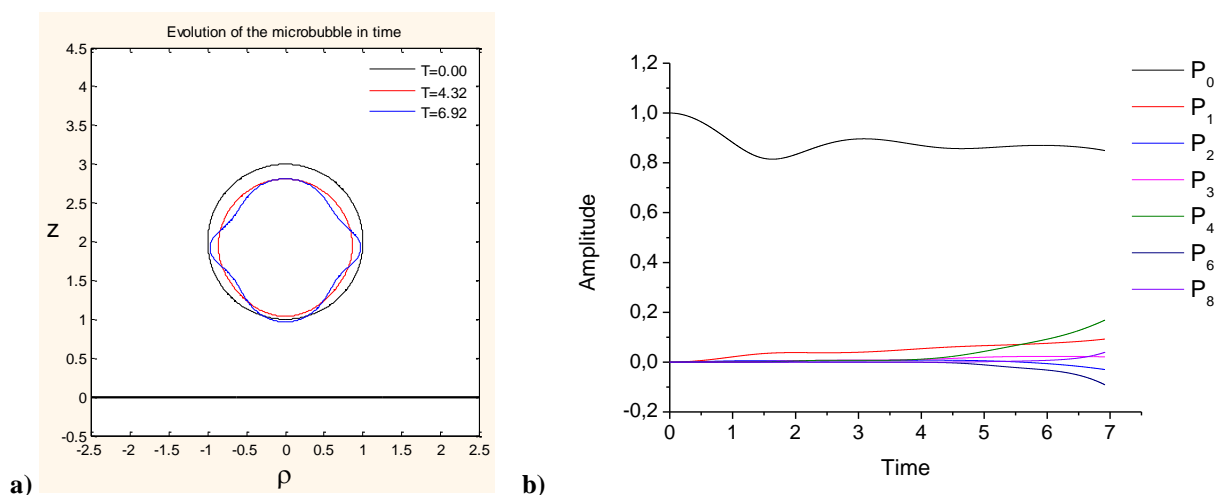 Evolution of the microbubble in time
4.5
4
3.5
3
2.5
2
1.5
1
0.5
0
-0.5
z
-2.5 -2 -1.5 -1 -0.5 0 0.5 1 1.5 2 2.5
ρ
T=0.00
T=4.32
T=6.92
a)
1,2
1,0
0,8
0,6
0,4
0,2
0,0
-0,2
Amplitude
0 1 2 3 4 5 6 7 8
Time
P0
P1
P2
P3
P4
P6
P8
b)